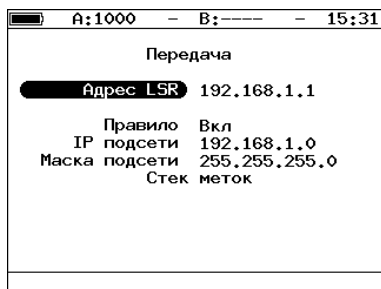 A:1000 – B:---- – 15:31
Передача
Адрес LSR 192.168.1.1
Правило Вкл
IP подсети 192.168.1.0
Маска подсети 255.255.255.0
Стек меток